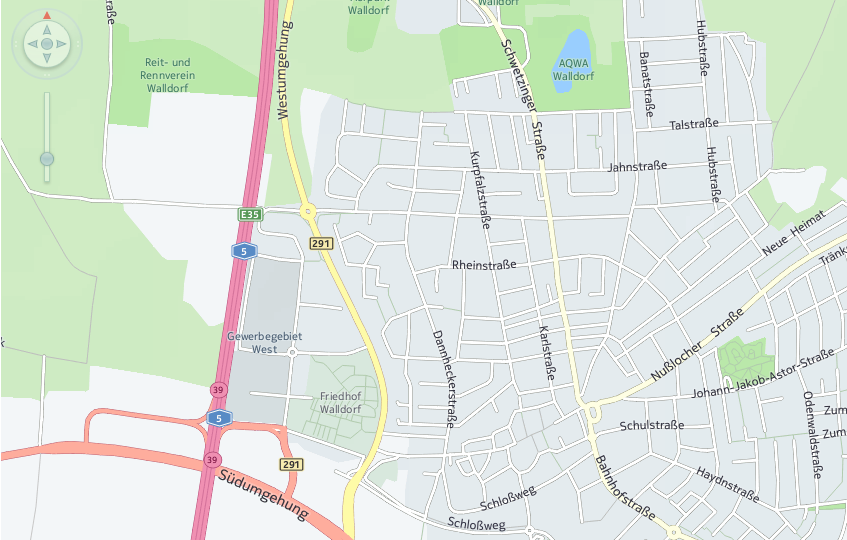 Walldorf
Walldorf
Schwetzinger Straße
AQWA
Walldorf
Hubstraße
Banatstraße
Reit- und
Rennverein
Walldorf
Westumgehung
Talstraße
Jahnstraße
Hubstraße
Kurpfalzstraße
E35
5
291
Neue Heimat
Rheinstraße
Nußlocher Straße
Gewerbegebiet
West
Karlstraße
Dannheckerstraße
Johann-Jakob-Astor-Straße
39
Friedhof
Walldorf
Odenwaldstraße
5
Zum
Schulstraße
Zum
39
291
Südumgehung
Bahnhofstraße
Haydnstraße
Schloßweg
Schloßweg